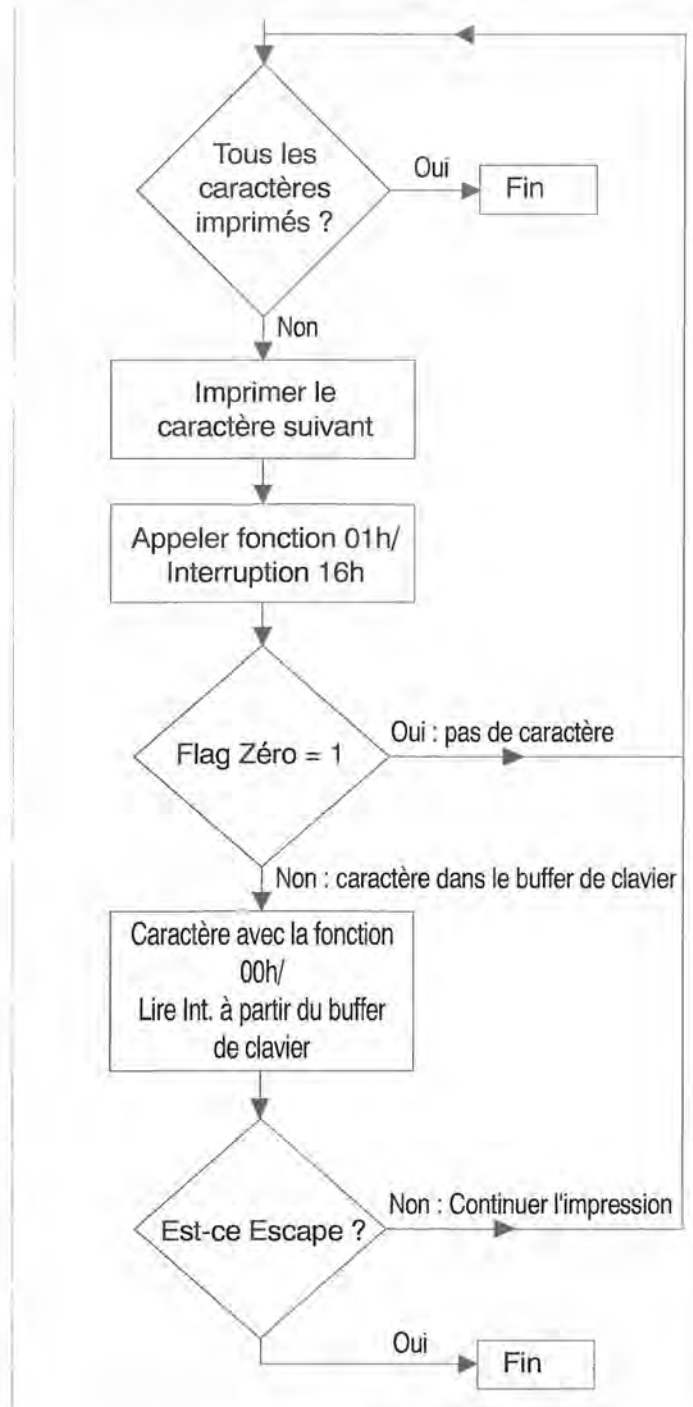 Tous les
caractères
imprimés ?
Oui
Fin
Non
Imprimer le
caractère suivant
Appeler fonction 01h/
Interruption 16h
Flag Zéro = 1
Oui : pas de caractère
Non : caractère dans le buffer de clavier
Caractère avec la fonction
00h/
Lire Int. à partir du buffer
de clavier
Est-ce Escape ?
Non : Continuer l'impression
Oui
Fin